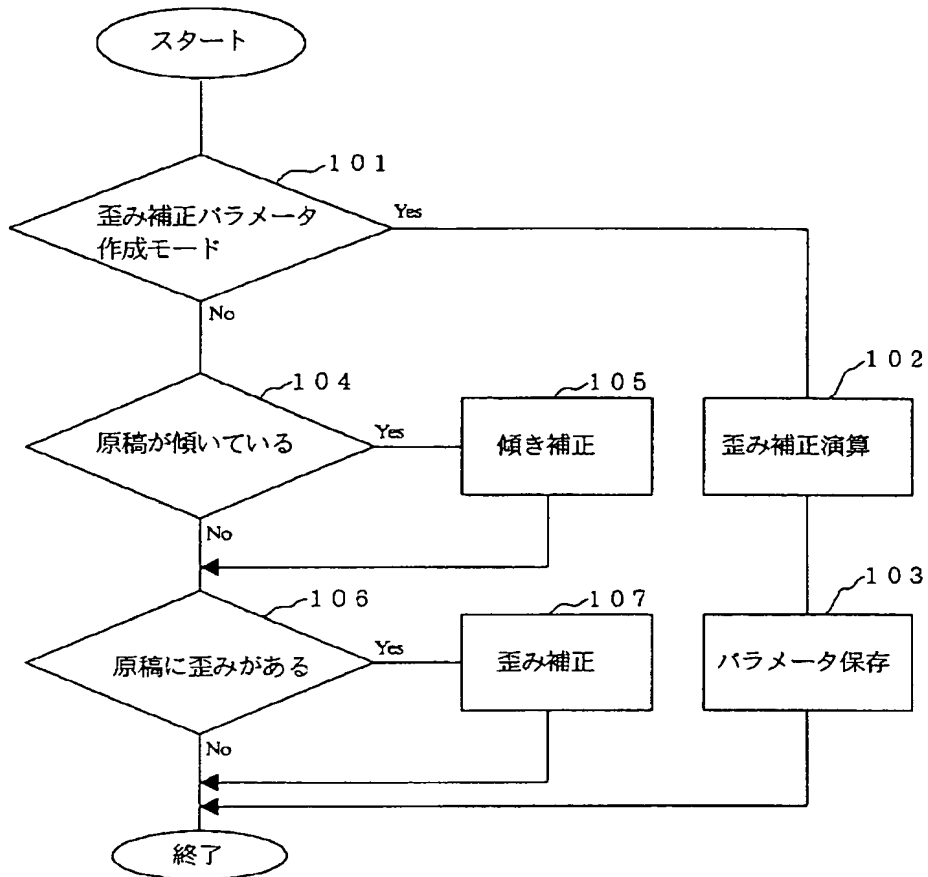 スタート
101
歪み補正パラメータ
作成モード
Yes
No
104
原稿が傾いている
Yes
105
傾き補正
102
歪み補正演算
No
106
原稿に歪みがある
Yes
107
歪み補正
103
パラメータ保存
No
終了